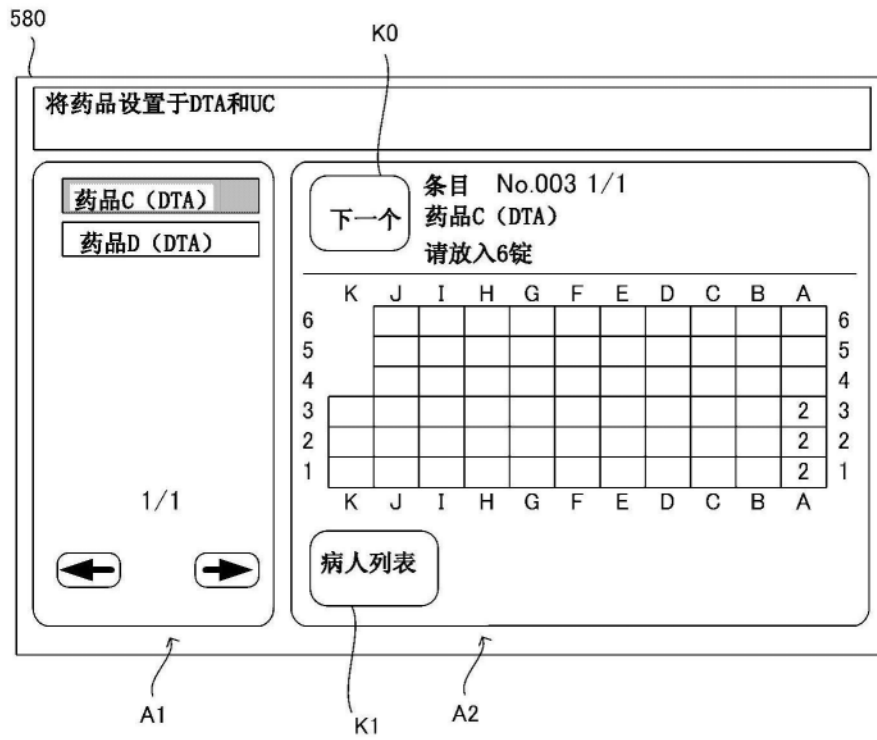 580
K0
将药品设置于DTA和UC
药品C（DTA）
药品D（DTA）
1/1
下一个
条目 No.003 1/1
药品C（DTA）
请放入6锭
K J I H G F E D C B A
6 6
5 5
4 4
3 2 3
2 2 2
1 2 1
K J I H G F E D C B A
病人列表
A1
K1
A2